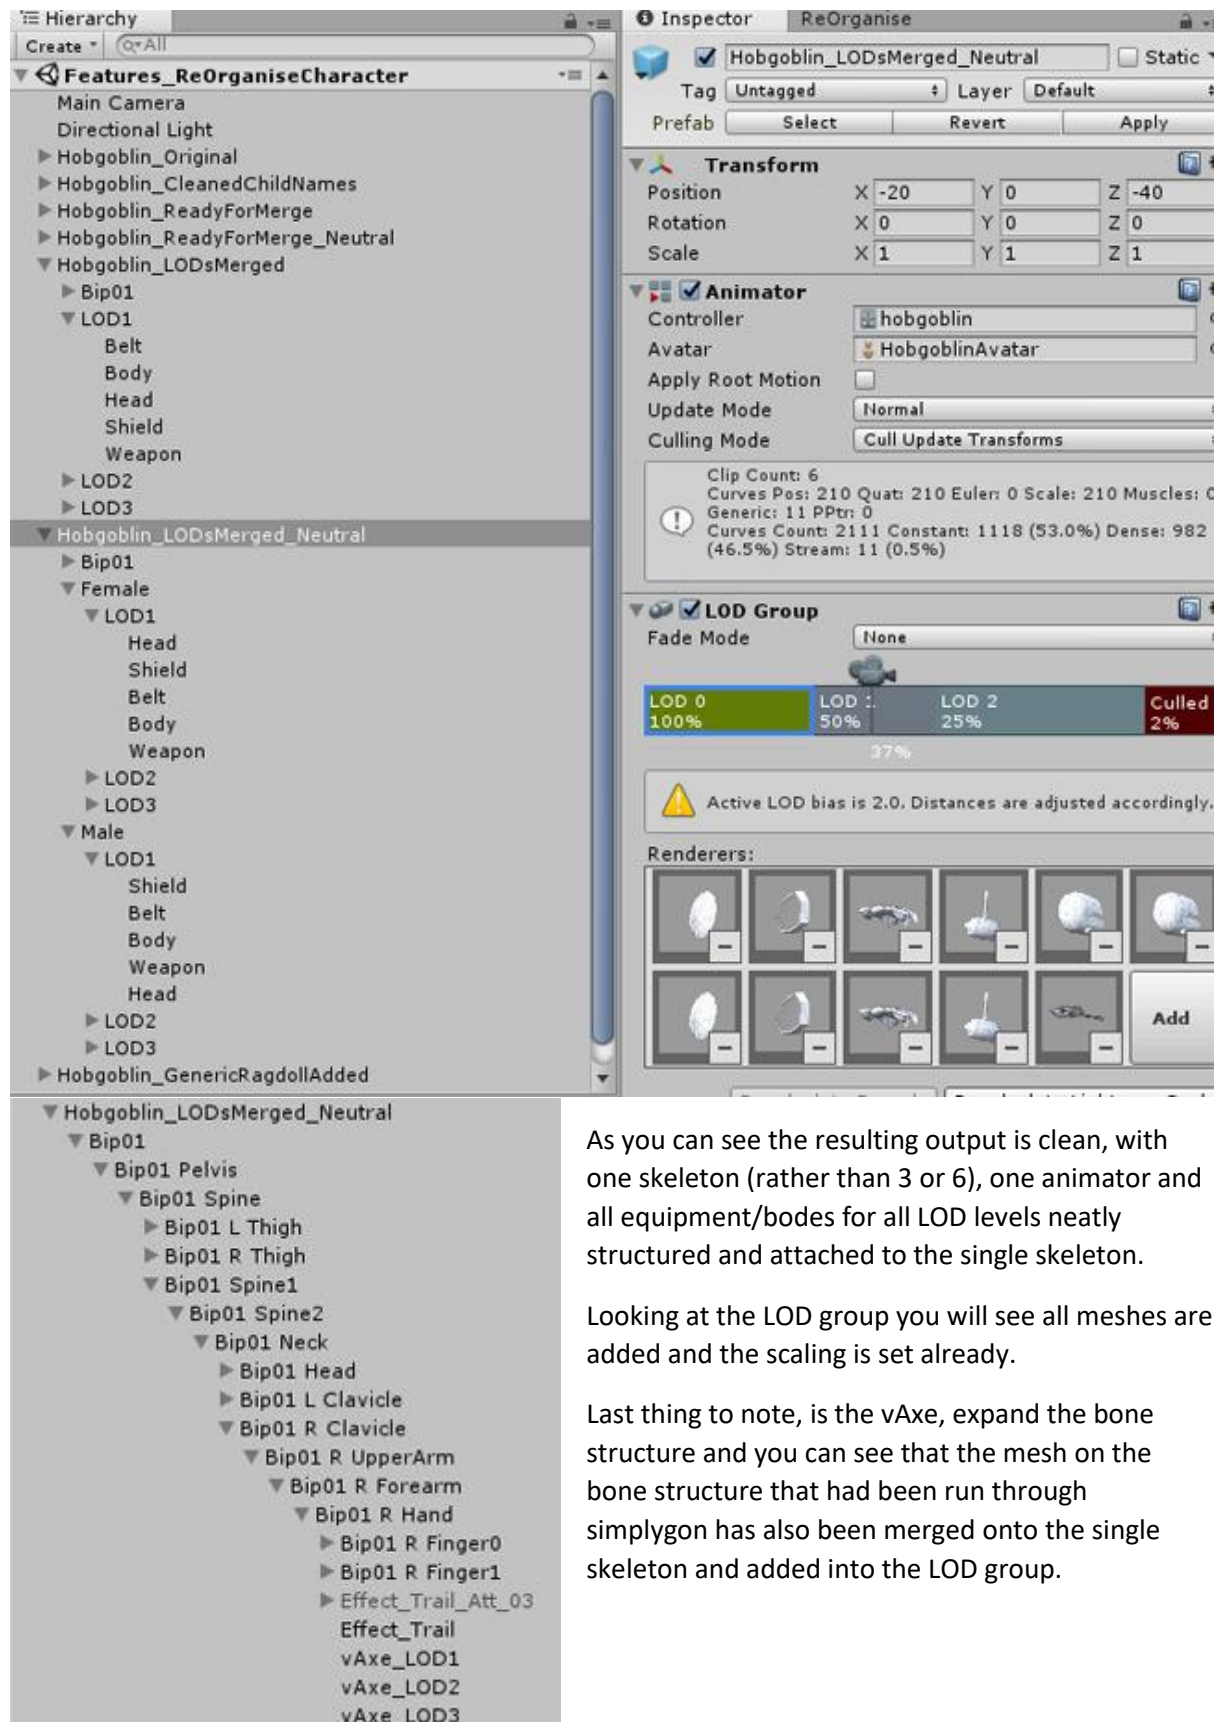 Hierarchy
Create
All
Features_ReOrganiseCharacter
Main Camera
Directional Light
Hobgoblin_Original
Hobgoblin_CleanedChildNames
Hobgoblin_ReadyForMerge
Hobgoblin_ReadyForMerge_Neutral
Hobgoblin_LODsMerged
Bip01
LOD1
Belt
Body
Head
Shield
Weapon
LOD2
LOD3
Hobgoblin_LODsMerged_Neutral
Bip01
Female
LOD1
Head
Shield
Belt
Body
Weapon
LOD2
LOD3
Male
LOD1
Shield
Belt
Body
Weapon
Head
LOD2
LOD3
Hobgoblin_GenericRagdollAdded
Inspector ReOrganise
Hobgoblin_LODsMerged_Neutral Static
Tag Untagged Layer Default
Prefab Select Revert Apply
Transform
Position X -20 Y 0 Z -40
Rotation X 0 Y 0 Z 0
Scale X 1 Y 1 Z 1
Animator
Controller hobgoblin
Avatar HobgoblinAvatar
Apply Root Motion
Update Mode Normal
Culling Mode Cull Update Transforms
Clip Count: 6
Curves Pos: 210 Quat: 210 Euler: 0 Scale: 210 Muscles: 0
Generic: 11 PPtr: 0
Curves Count: 2111 Constant: 1118 (53.0%) Dense: 982
(46.5%) Stream: 11 (0.5%)
LOD Group
Fade Mode None
LOD 0 LOD 1 LOD 2 Culled
100% 50% 25% 2%
37%
Active LOD bias is 2.0. Distances are adjusted accordingly.
Renderers:
Add
Hobgoblin_LODsMerged_Neutral
Bip01
Bip01 Pelvis
Bip01 Spine
Bip01 L Thigh
Bip01 R Thigh
Bip01 Spine1
Bip01 Spine2
Bip01 Neck
Bip01 Head
Bip01 L Clavicle
Bip01 R Clavicle
Bip01 R UpperArm
Bip01 R Forearm
Bip01 R Hand
Bip01 R Finger0
Bip01 R Finger1
Effect_Trail_Att_03
Effect_Trail
vAxe_LOD1
vAxe_LOD2
vAxe_LOD3
As you can see the resulting output is clean, with
one skeleton (rather than 3 or 6), one animator and
all equipment/bodes for all LOD levels neatly
structured and attached to the single skeleton.
Looking at the LOD group you will see all meshes are
added and the scaling is set already.
Last thing to note, is the vAxe, expand the bone
structure and you can see that the mesh on the
bone structure that had been run through
simplygon has also been merged onto the single
skeleton and added into the LOD group.